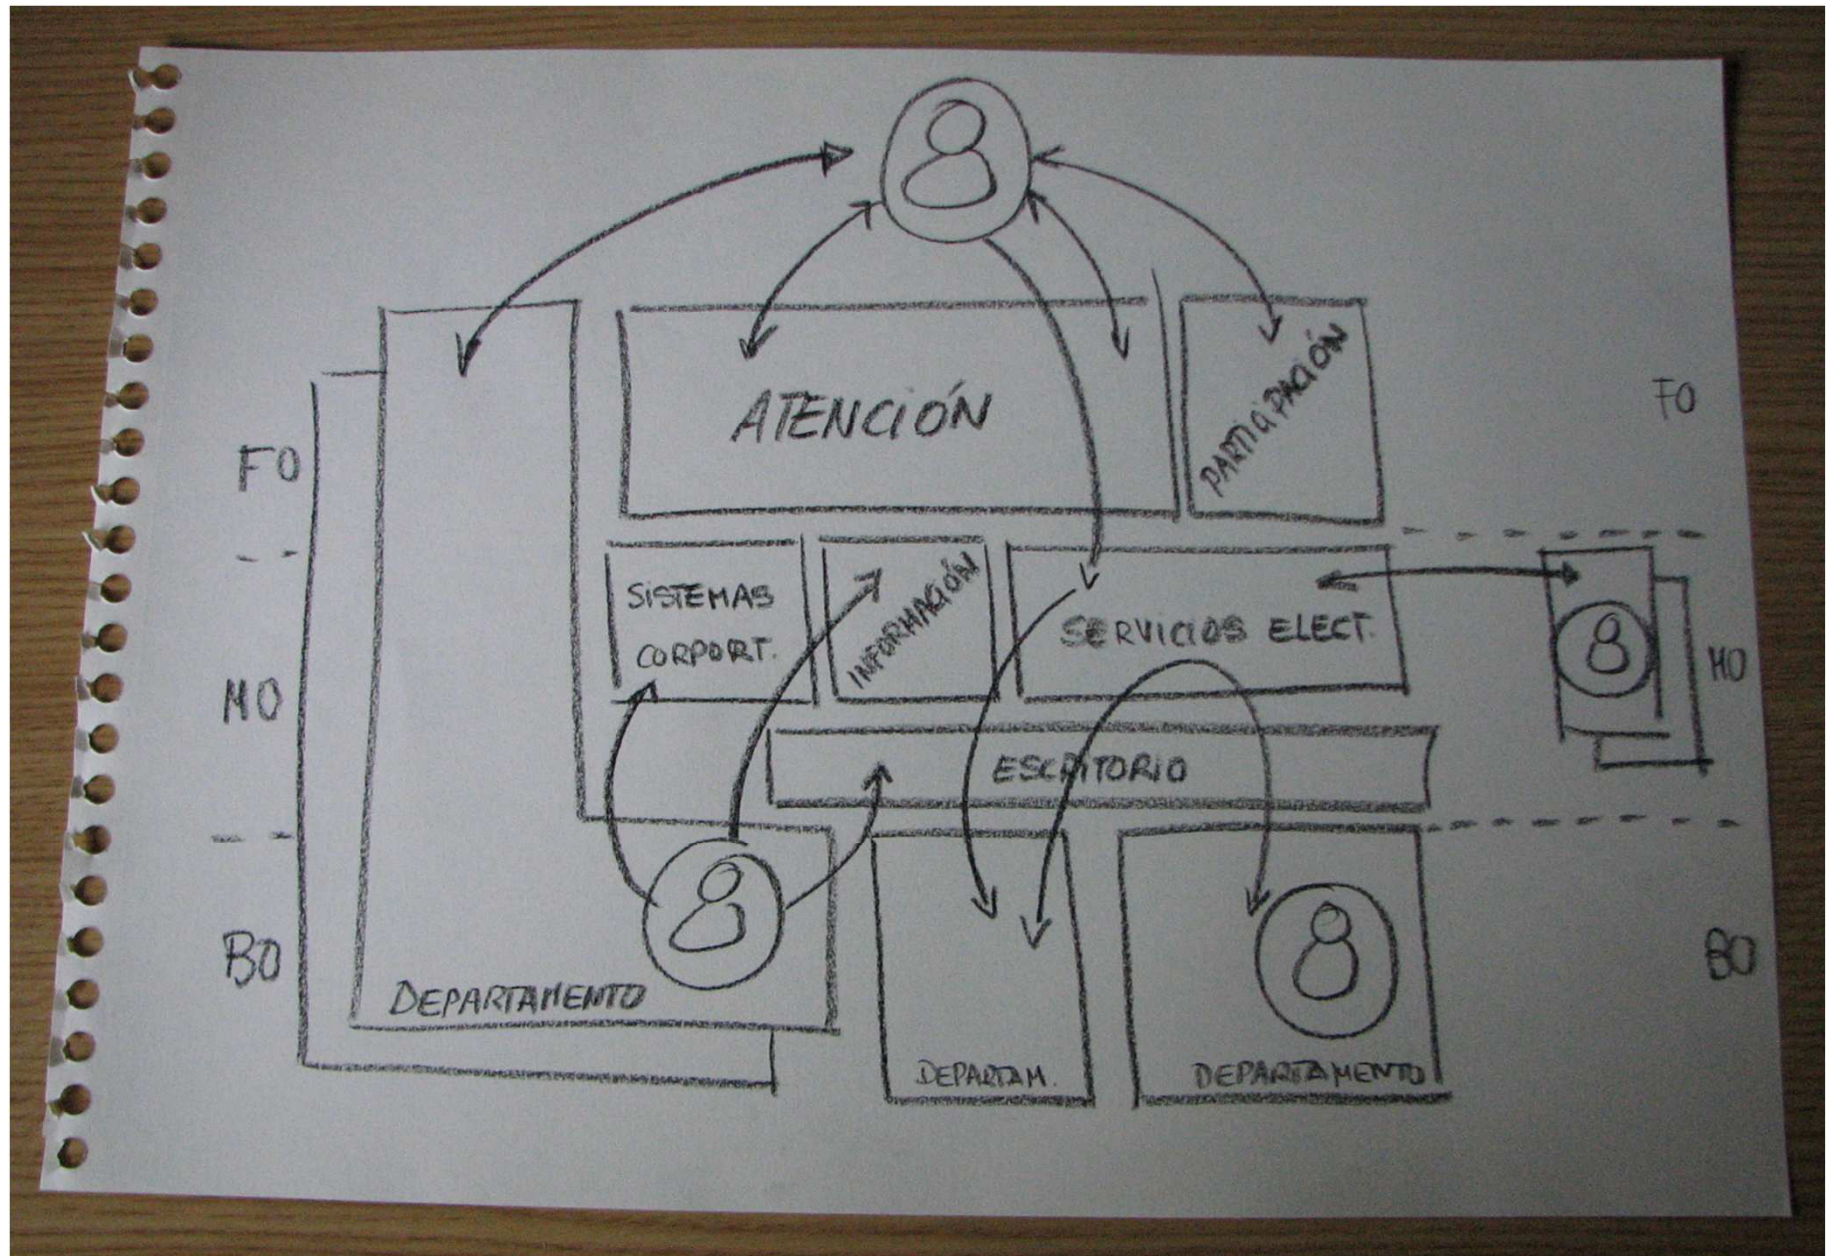 FO
FO
ATENCIÓN
PARTICIPACIÓN
SISTEMAS
CORPORT.
INFORMACIÓN
SERVICIOS ELECT.
MO
MO
ESCRITORIO
BO
BO
DEPARTAMENTO
DEPARTAM.
DEPARTAMENTO